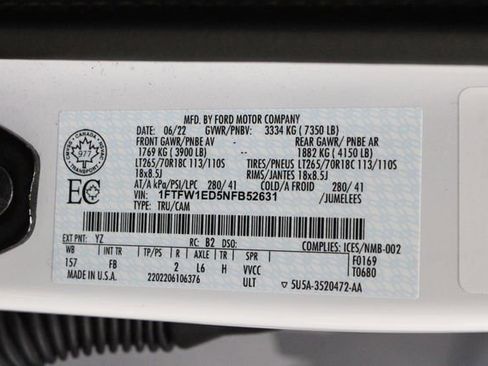 MFD. BY FORD MOTOR COMPANY
DATE: 06/22 GVWR/PNBV: 3334 KG ( 7350 LB)
FRONT GAWR/PNBE AV REAR GAWR/ PNBE AR
1769 KG ( 3900 LB) 1882 KG ( 4150 LB)
LT265/70R18C 113/110S TIRES/PNEUS LT265/70R18C 113/110S
18x8.5J RIMS/JANTES 18x8.5J
AT/A kPa/PSI/LPC 280/ 41 COLD/A FROID 280/ 41
VIN: 1FTFW1ED5NFB52631 /JUMELEES
TYPE: TRU/CAM
CANADA
977
TRANSPORT
EC
EXT PNT: YZ RC: B2 DSO: COMPLIES: ICES/NMB-002
WB INT TR TP/PS R AXLE TR SPR F0169
157 FB 2 L6 H VVCC T0680
MADE IN U.S.A. 2202206106376 ULT 5U5A-3520472-AA